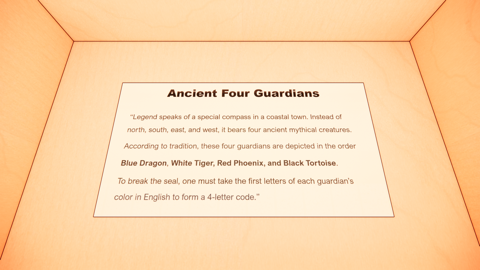 Ancient Four Guardians
"Legend speaks of a special compass in a coastal town. Instead of
north, south, east, and west, it bears four ancient mythical creatures.
According to tradition, these four guardians are depicted in the order
Blue Dragon, White Tiger, Red Phoenix, and Black Tortoise.
To break the seal, one must take the first letters of each guardian's
color in English to form a 4-letter code."